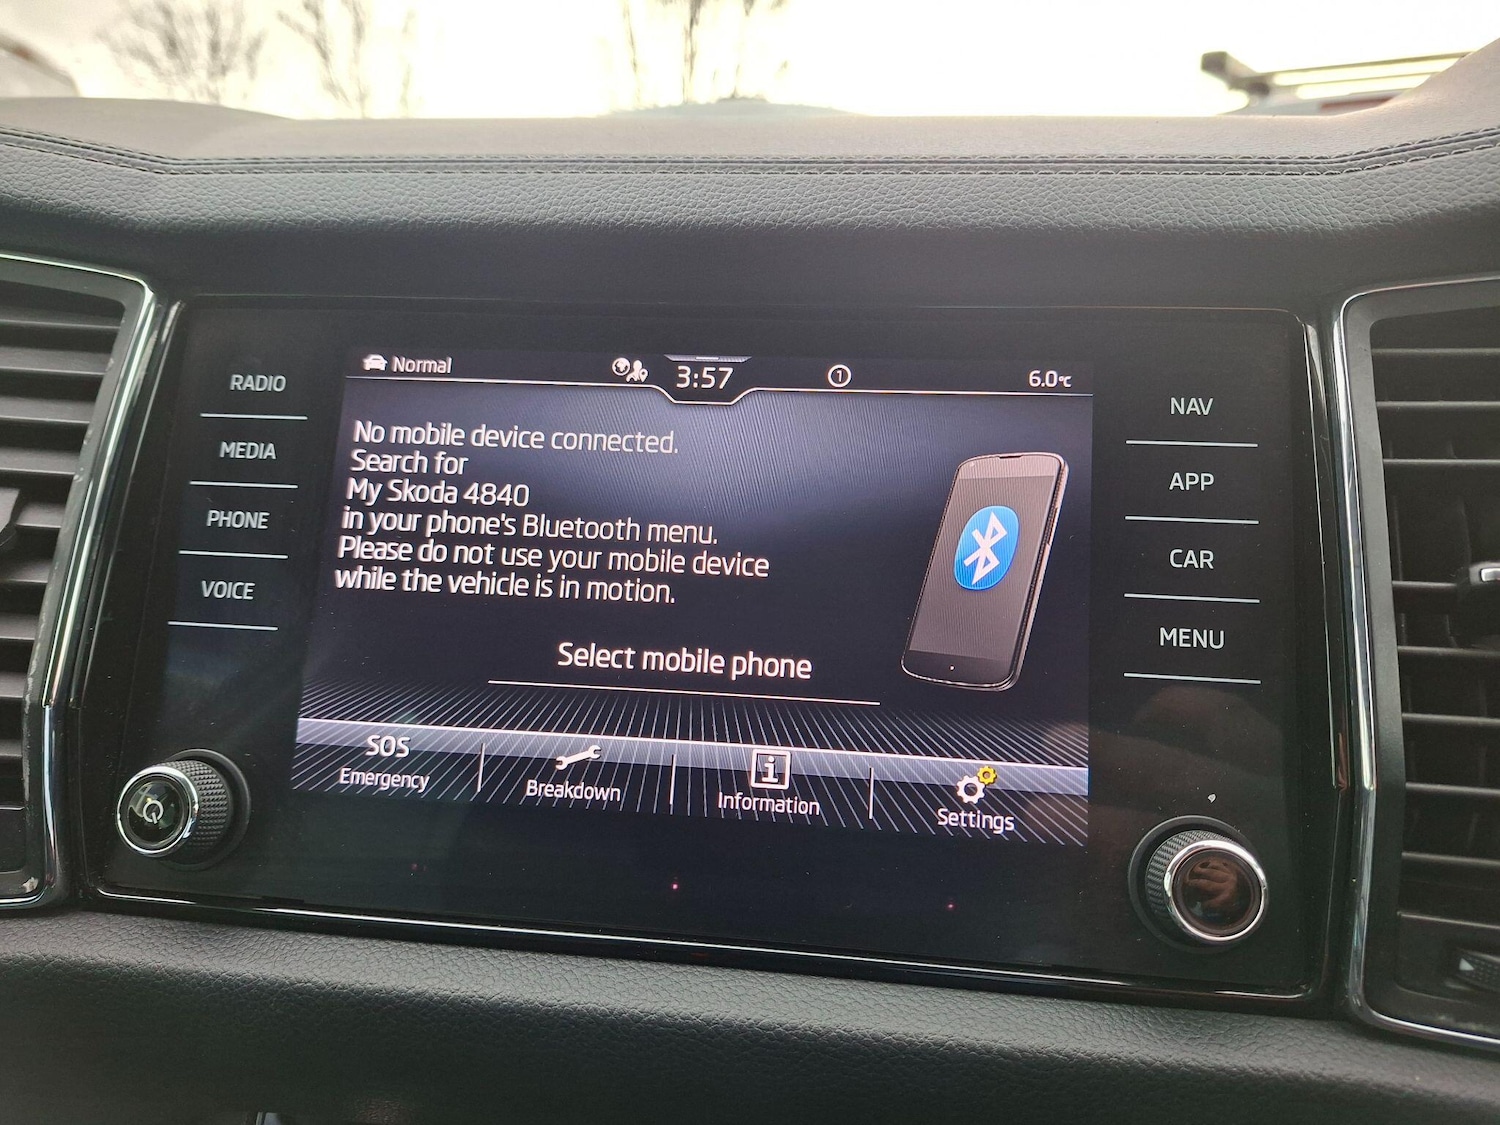 Normal
3:57
1
6.0°C
RADIO
MEDIA
PHONE
VOICE
No mobile device connected.
Search for
My Skoda 4840
in your phone's Bluetooth menu.
Please do not use your mobile device
while the vehicle is in motion.
Select mobile phone
SOS
Emergency
Breakdown
i
Information
Settings
NAV
APP
CAR
MENU